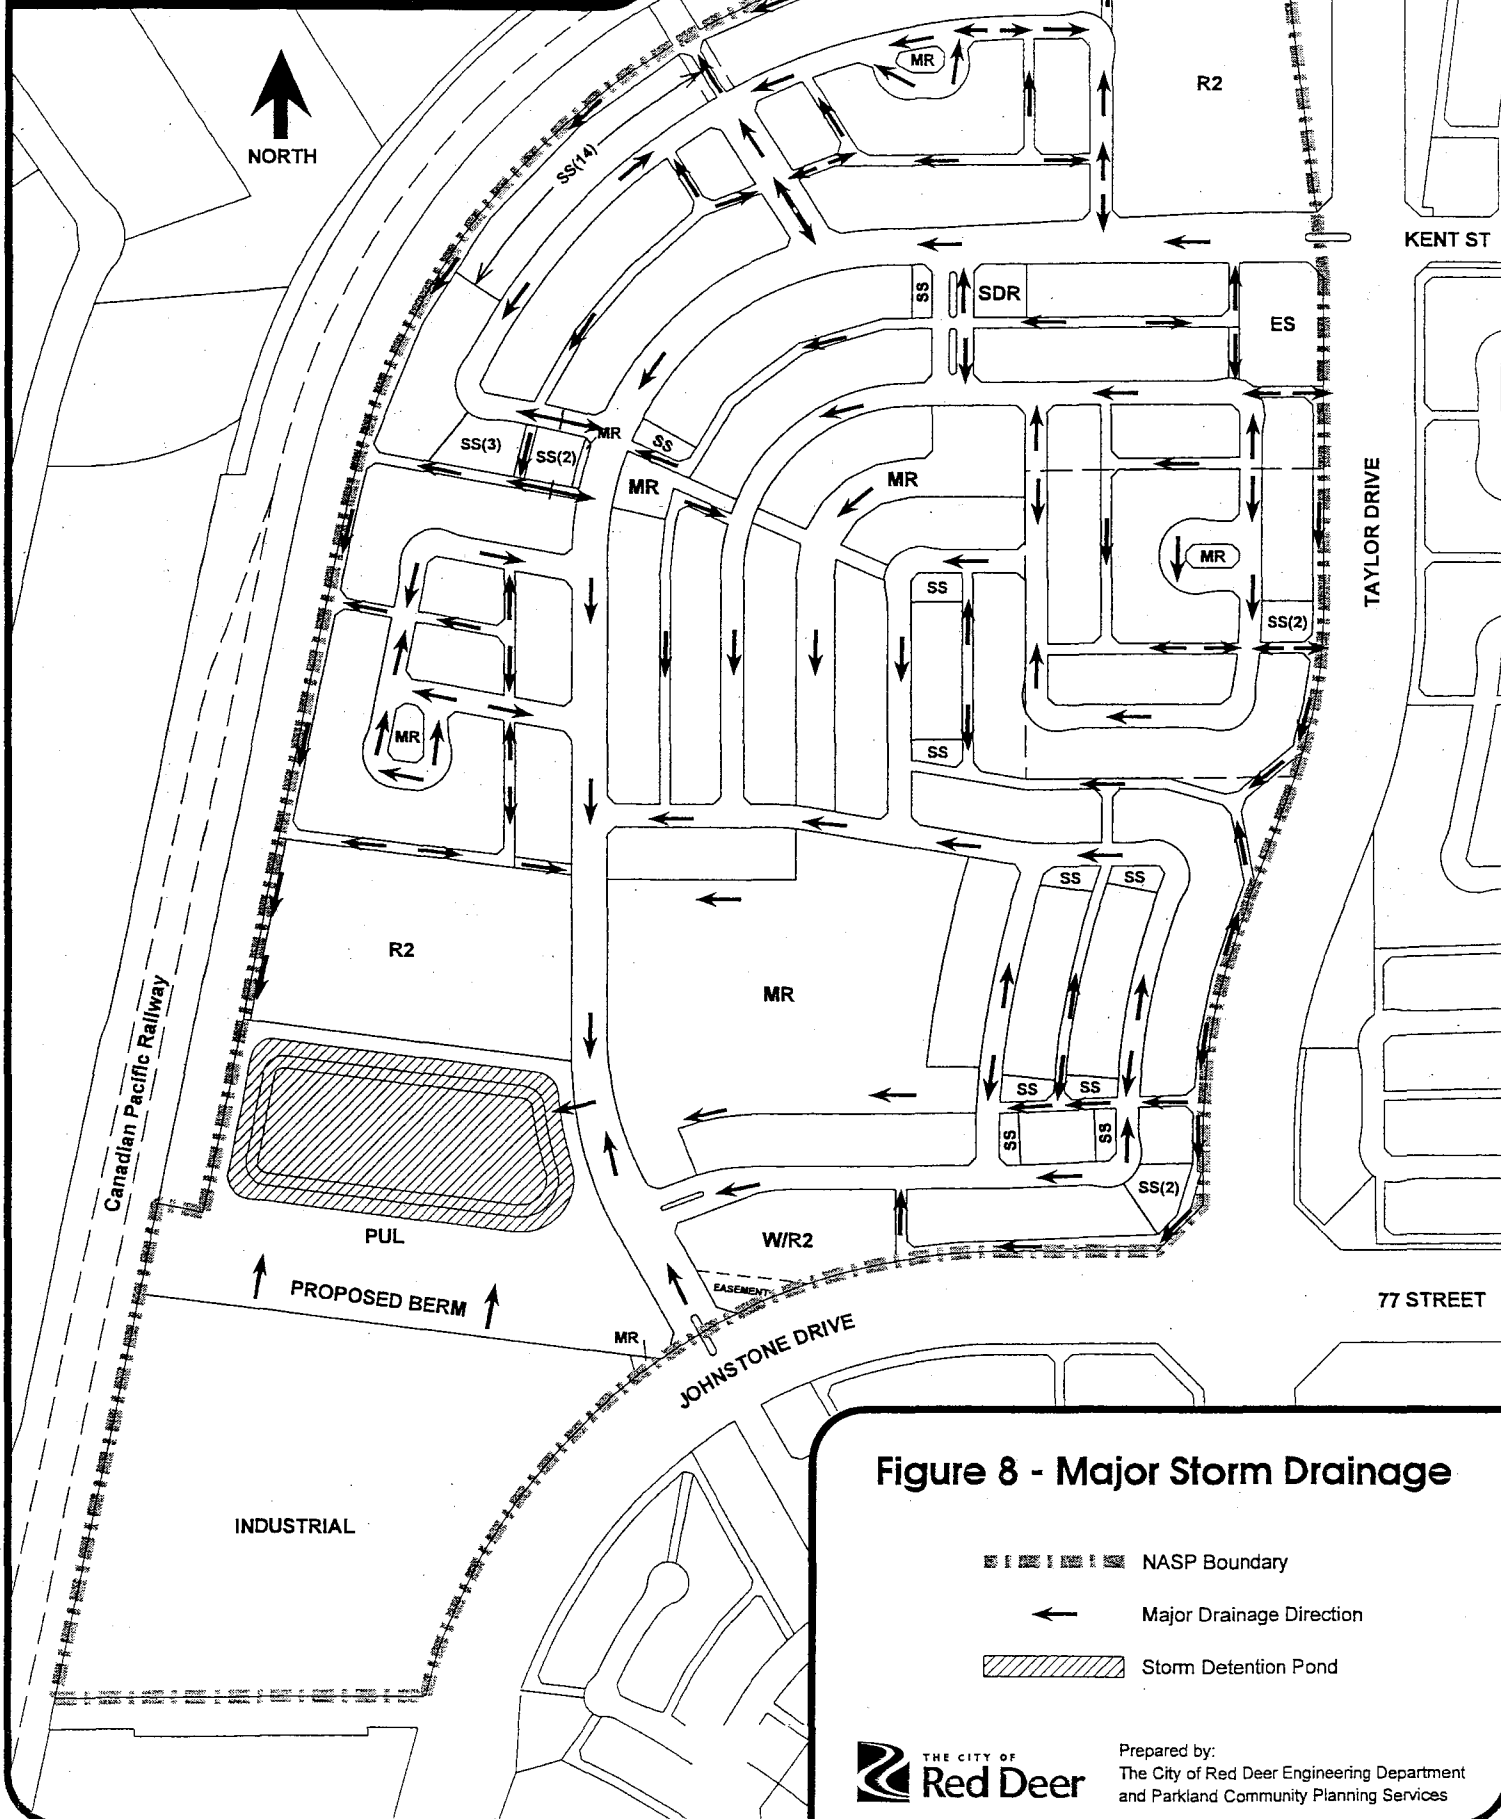 MR
R2
NORTH
SS(14)
KENT ST
SS
SDR
ES
SS(3)
SS(2)
MR
SS
MR
MR
TAYLOR DRIVE
MR
SS
SS(2)
MR
SS
SS
SS
R2
MR
Canadian Pacific Railway
SS
SS
SS
SS
SS(2)
PUL
W/R2
PROPOSED BERM
EASEMENT
77 STREET
MR
JOHNSTONE DRIVE
INDUSTRIAL
Figure 8 - Major Storm Drainage
NASP Boundary
Major Drainage Direction
Storm Detention Pond
THE CITY OF
Red Deer
Prepared by:
The City of Red Deer Engineering Department
and Parkland Community Planning Services